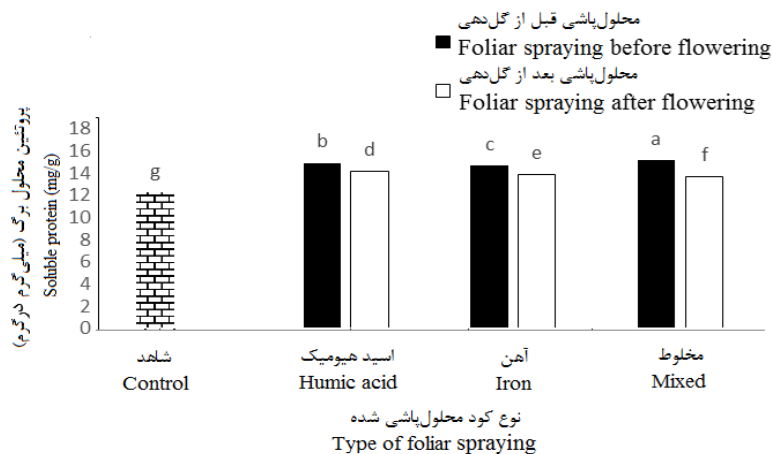 محلول‌پاشی قبل از گل‌دهی
Foliar spraying before flowering
محلول‌پاشی بعد از گل‌دهی
Foliar spraying after flowering
پروتئین محلول برگ (میلی‌گرم درگرم)
Soluble protein (mg/g)
18
16
14
12
10
8
6
4
2
0
g
b
d
c
e
a
f
شاهد
Control
اسید هیومیک
Humic acid
آهن
Iron
مخلوط
Mixed
نوع کود محلول‌پاشی شده
Type of foliar spraying